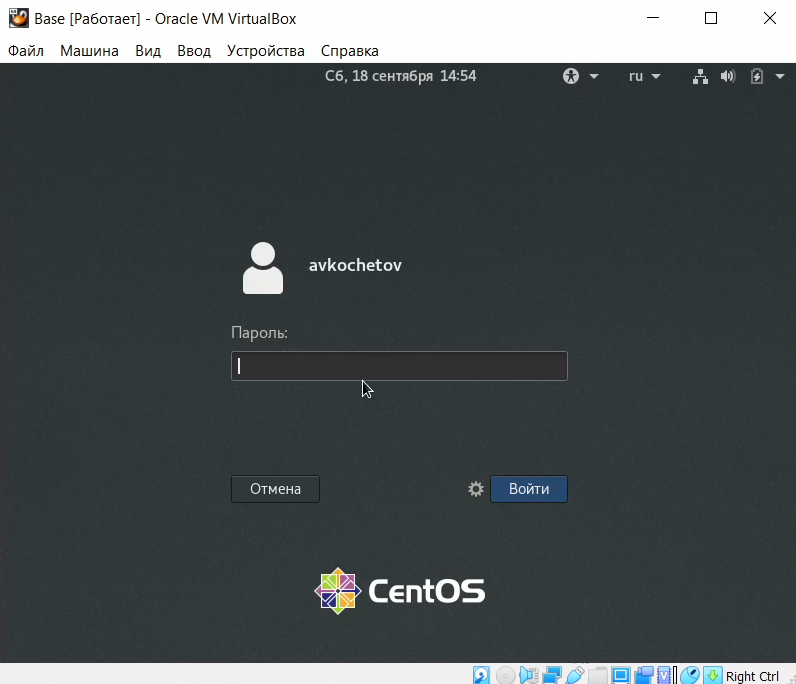 Base [Работает] - Oracle VM VirtualBox
Файл Машина Вид Ввод Устройства Справка
Сб, 18 сентября 14:54 ru
avkochetov
Пароль:
Отмена Войти
CentOS
Right Ctrl